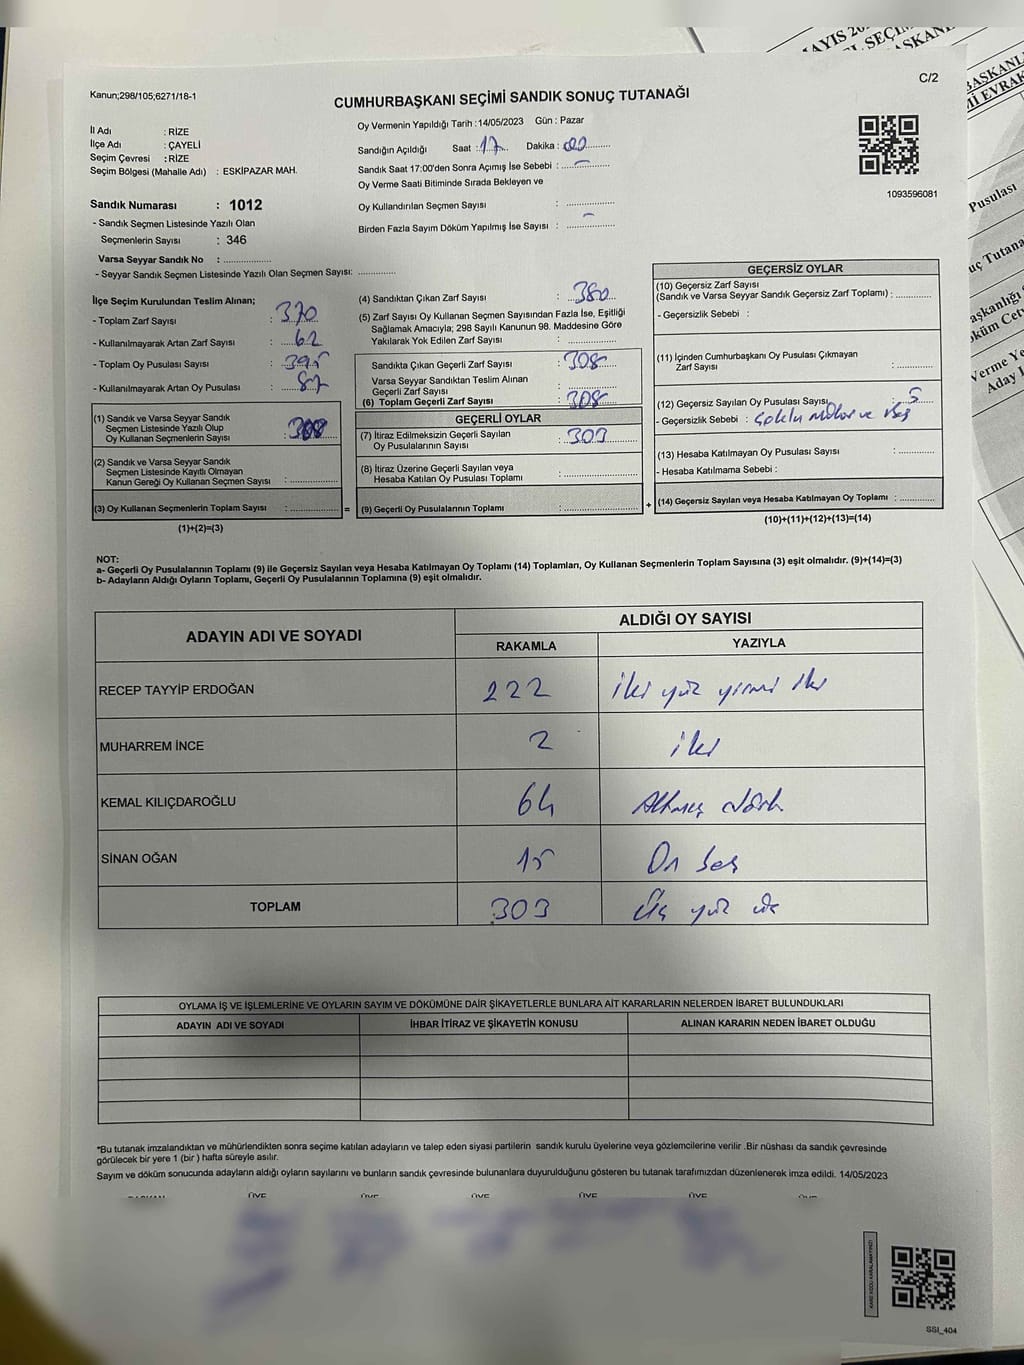 C/2
Kanun;298/105;6271/18-1
CUMHURBAŞKANI SEÇİMİ SANDIK SONUÇ TUTANAĞI
İl Adı : RİZE
İlçe Adı : ÇAYELİ
Seçim Çevresi : RİZE
Seçim Bölgesi (Mahalle Adı) : ESKİPAZAR MAH.
Oy Vermenin Yapıldığı Tarih :14/05/2023 Gün : Pazar
Sandığın Açıldığı Saat : 17 Dakika : 00
Sandık Saat 17:00'den Sonra Açımış İse Sebebi :
Oy Verme Saati Bitiminde Sırada Bekleyen ve
Oy Kullandırılan Seçmen Sayısı :
Birden Fazla Sayım Döküm Yapılmış İse Sayısı : -
1093596081
Sandık Numarası : 1012
- Sandık Seçmen Listesinde Yazılı Olan
Seçmenlerin Sayısı : 346
Varsa Seyyar Sandık No :
- Seyyar Sandık Seçmen Listesinde Yazılı Olan Seçmen Sayısı:
İlçe Seçim Kurulundan Teslim Alınan;
- Toplam Zarf Sayısı : 370
- Kullanılmayarak Artan Zarf Sayısı : 62
- Toplam Oy Pusulası Sayısı : 395
- Kullanılmayarak Artan Oy Pusulası : 87
(1) Sandık ve Varsa Seyyar Sandık
Seçmen Listesinde Yazılı Olup
Oy Kullanan Seçmenlerin Sayısı : 308
(2) Sandık ve Varsa Seyyar Sandık
Seçmen Listesinde Kayıtlı Olmayan
Kanun Gereği Oy Kullanan Seçmen Sayısı :
(3) Oy Kullanan Seçmenlerin Toplam Sayısı : =
(1)+(2)=(3)
(4) Sandıktan Çıkan Zarf Sayısı : 380
(5) Zarf Sayısı Oy Kullanan Seçmen Sayısından Fazla İse, Eşitliği
Sağlamak Amacıyla; 298 Sayılı Kanunun 98. Maddesine Göre
Yakılarak Yok Edilen Zarf Sayısı :
Sandıkta Çıkan Geçerli Zarf Sayısı : 308
Varsa Seyyar Sandıktan Teslim Alınan
Geçerli Zarf Sayısı :
(6) Toplam Geçerli Zarf Sayısı : 308
GEÇERLİ OYLAR
(7) İtiraz Edilmeksizin Geçerli Sayılan
Oy Pusulalarının Sayısı : 303
(8) İtiraz Üzerine Geçerli Sayılan veya
Hesaba Katılan Oy Pusulası Toplamı :
(9) Geçerli Oy Pusulalarının Toplamı : +
GEÇERSİZ OYLAR
(10) Geçersiz Zarf Sayısı
(Sandık ve Varsa Seyyar Sandık Geçersiz Zarf Toplamı) :
- Geçersizlik Sebebi :
(11) İçinden Cumhurbaşkanı Oy Pusulası Çıkmayan
Zarf Sayısı :
(12) Geçersiz Sayılan Oy Pusulası Sayısı : 5
- Geçersizlik Sebebi : Çoklu mühür ve
(13) Hesaba Katılmayan Oy Pusulası Sayısı :
- Hesaba Katılmama Sebebi :
(14) Geçersiz Sayılan veya Hesaba Katılmayan Oy Toplamı :
(10)+(11)+(12)+(13)=(14)
NOT:
a- Geçerli Oy Pusulalarının Toplamı (9) ile Geçersiz Sayılan veya Hesaba Katılmayan Oy Toplamı (14) Toplamları, Oy Kullanan Seçmenlerin Toplam Sayısına (3) eşit olmalıdır. (9)+(14)=(3)
b- Adayların Aldığı Oyların Toplamı, Geçerli Oy Pusulalarının Toplamına (9) eşit olmalıdır.
ADAYIN ADI VE SOYADI
ALDIĞI OY SAYISI
RAKAMLA YAZIYLA
RECEP TAYYİP ERDOĞAN 222 İki yüz yirmi iki
MUHARREM İNCE 2 iki
KEMAL KILIÇDAROĞLU 64 Altmış dört
SİNAN OĞAN 15 On beş
TOPLAM 303 Üç yüz üç
OYLAMA İŞ VE İŞLEMLERİNE VE OYLARIN SAYIM VE DÖKÜMÜNE DAİR ŞİKAYETLERLE BUNLARA AİT KARARLARIN NELERDEN İBARET BULUNDUKLARI
ADAYIN ADI VE SOYADI İHBAR İTİRAZ VE ŞİKAYETİN KONUSU ALINAN KARARIN NEDEN İBARET OLDUĞU
*Bu tutanak imzalandıktan ve mühürlendikten sonra seçime katılan adayların ve talep eden siyasi partilerin sandık kurulu üyelerine veya gözlemcilerine verilir .Bir nüshası da sandık çevresinde
görülecek bir yere 1 (bir ) hafta süreyle asılır.
Sayım ve döküm sonucunda adayların aldığı oyların sayılarını ve bunların sandık çevresinde bulunanlara duyurulduğunu gösteren bu tutanak tarafımızdan düzenlenerek imza edildi. 14/05/2023
ÜYE ÜYE ÜYE ÜYE ÜYE
KARE KODU KARALAMAYINIZ!
SSI_404
Pusulası